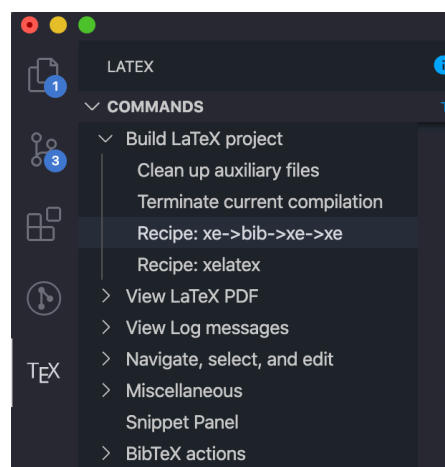 LATEX
1
COMMANDS
Build LaTeX project
3
Clean up auxiliary files
Terminate current compilation
Recipe: xe->bib->xe->xe
Recipe: xelatex
View LaTeX PDF
View Log messages
Navigate, select, and edit
TEX
Miscellaneous
Snippet Panel
BibTeX actions